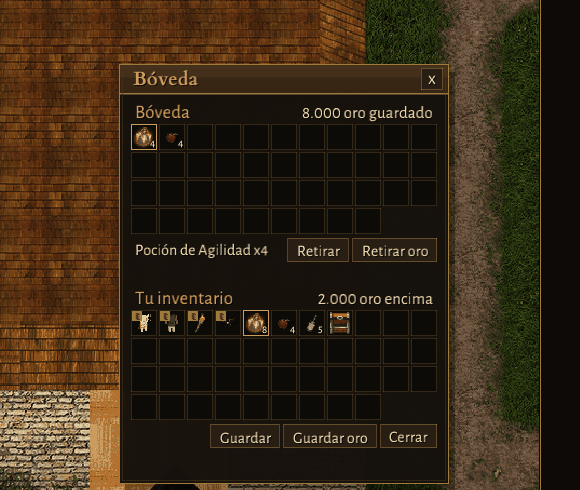 Bóveda
x
Bóveda 8.000 oro guardado
4 4
Poción de Agilidad x4 Retirar Retirar oro
Tu inventario 2.000 oro encima
E E E E 8 4 5
Guardar Guardar oro Cerrar